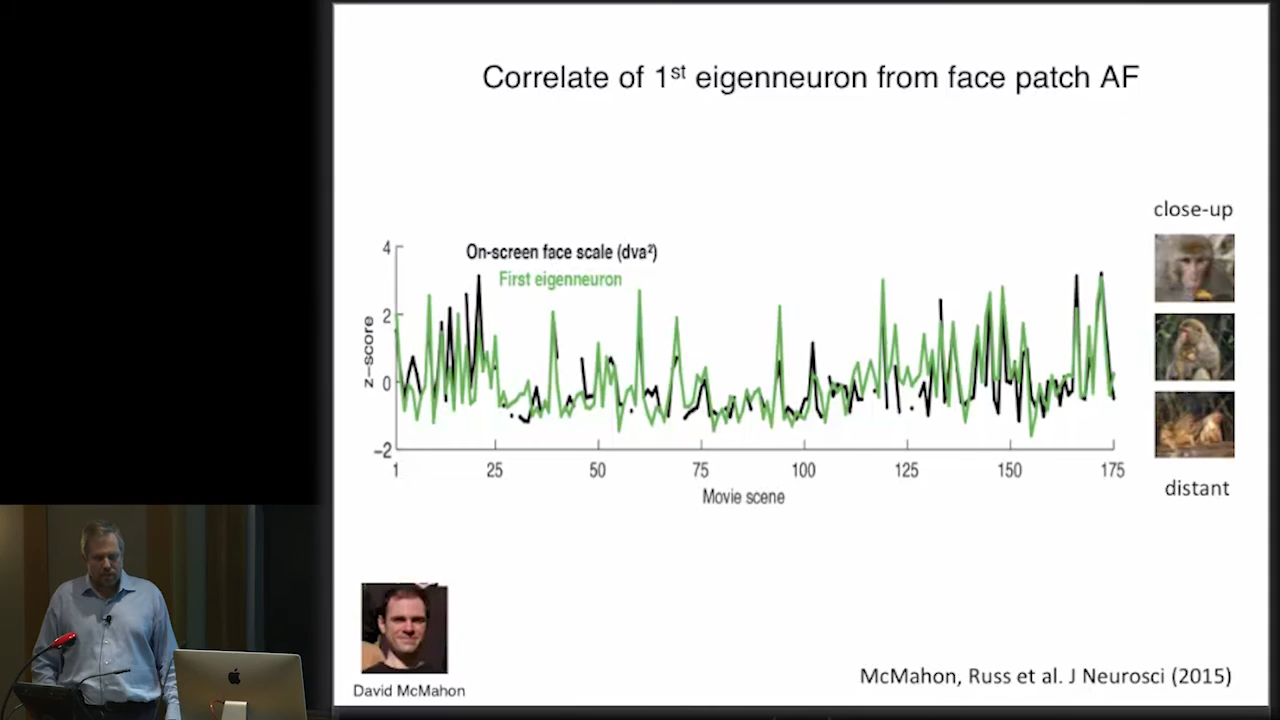 Correlate of 1st eigenneuron from face patch AF
close-up
4
On-screen face scale (dva²)
First eigenneuron
2
z-score
0
-2
1 25 50 75 100 125 150 175
Movie scene
distant
David McMahon
McMahon, Russ et al. J Neurosci (2015)